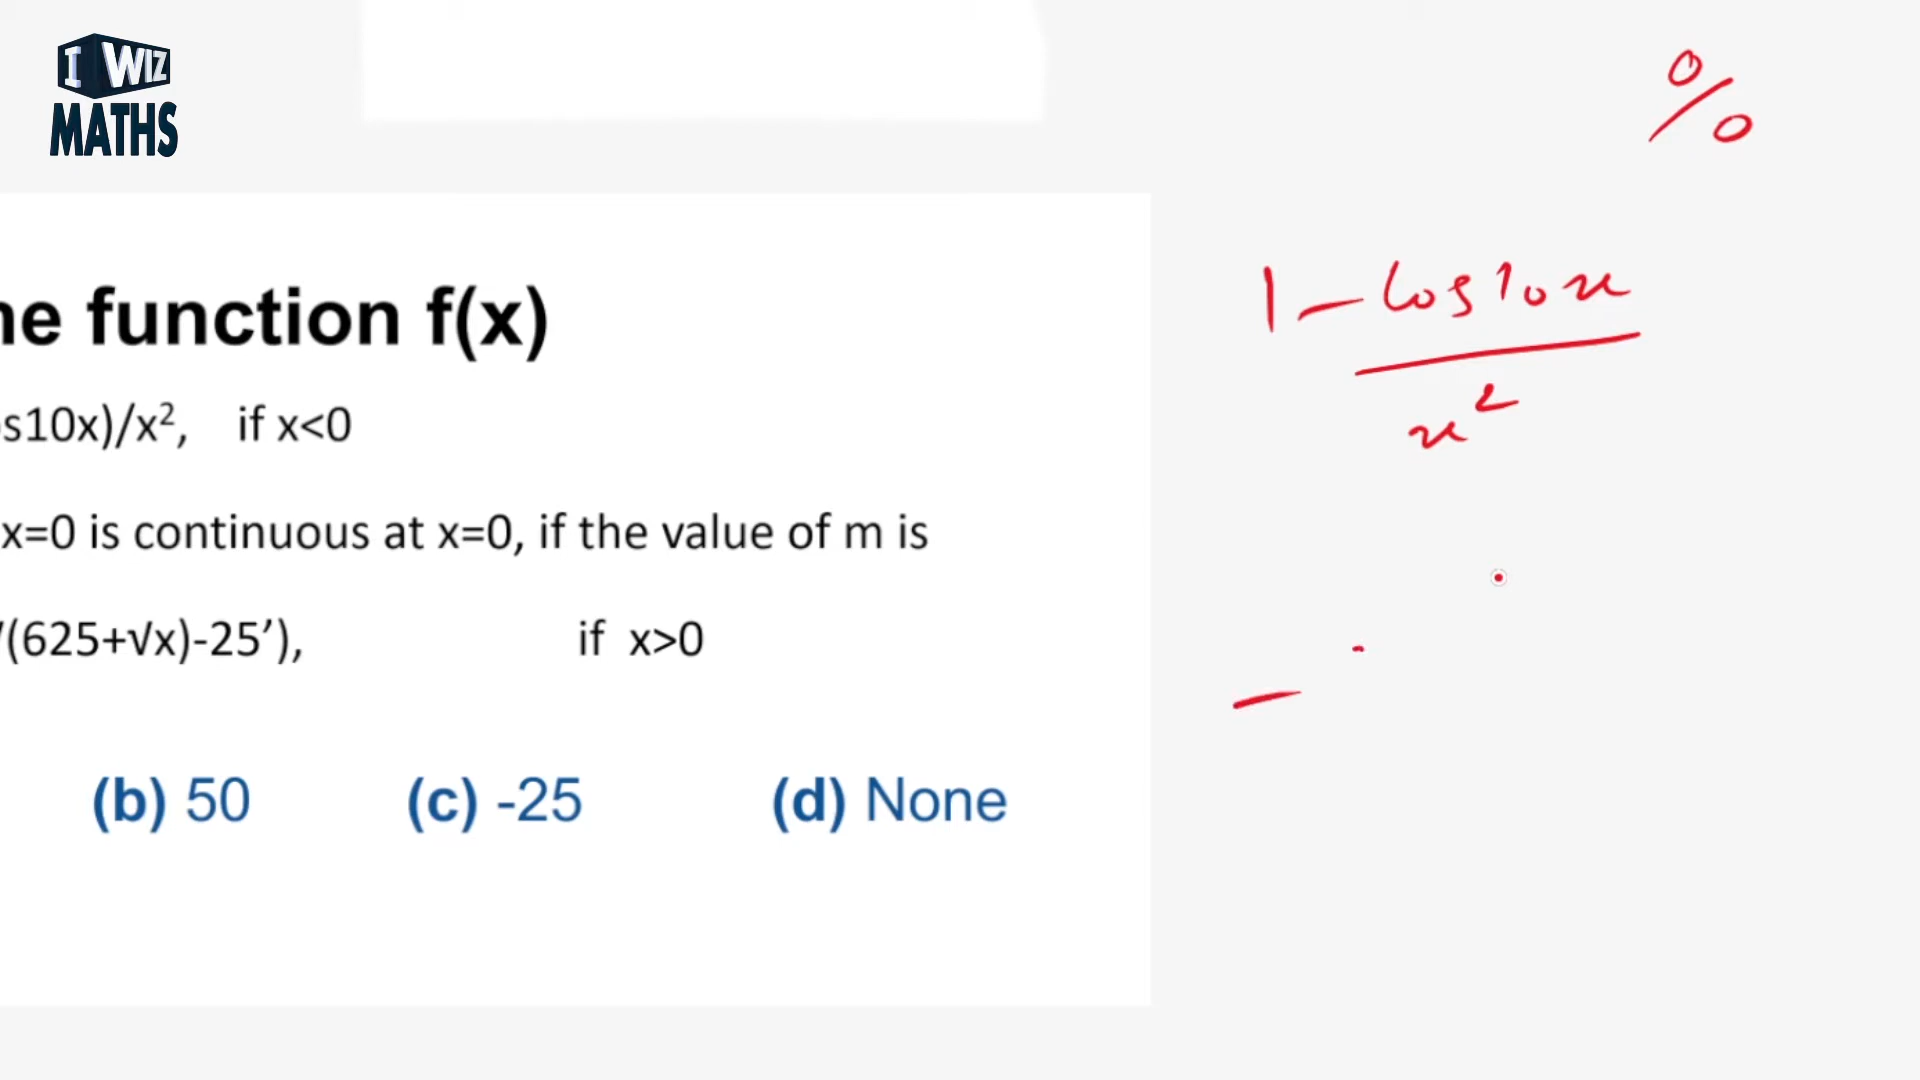 I WIZ
MATHS
function f(x)
s10x)/x², if x<0
x=0 is continuous at x=0, if the value of m is
(625+√x)-25’), if x>0
(b) 50 (c) -25 (d) None
0/0
1 - cos10x
x²
-